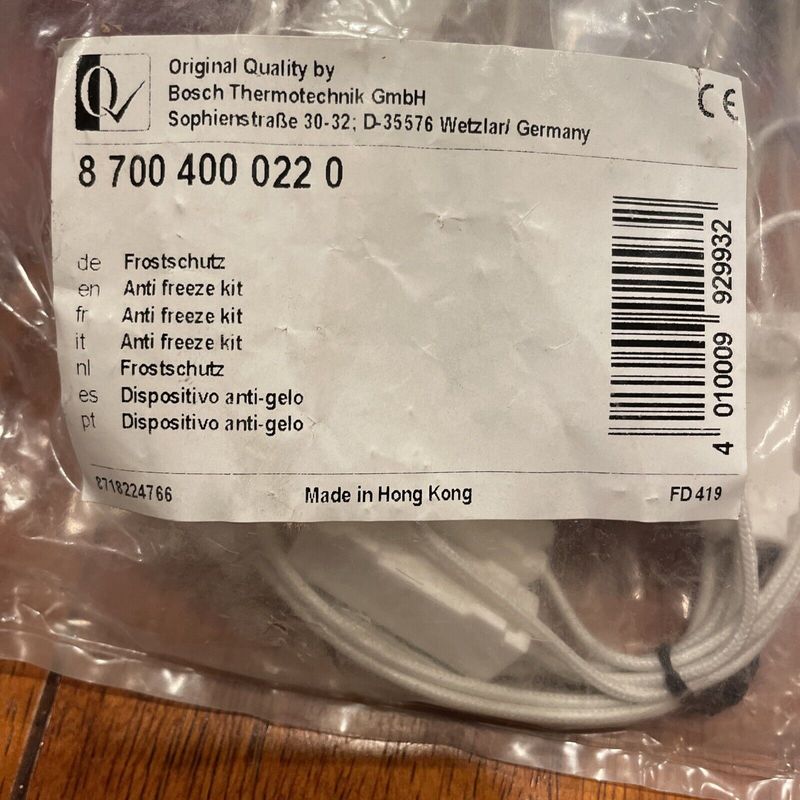 Q
Original Quality by
Bosch Thermotechnik GmbH
Sophienstraße 30-32; D-35576 Wetzlar/ Germany
CE
8 700 400 022 0
de Frostschutz
en Anti freeze kit
fr Anti freeze kit
it Anti freeze kit
nl Frostschutz
es Dispositivo anti-gelo
pt Dispositivo anti-gelo
4 010009 929932
8718224766
Made in Hong Kong
FD 419